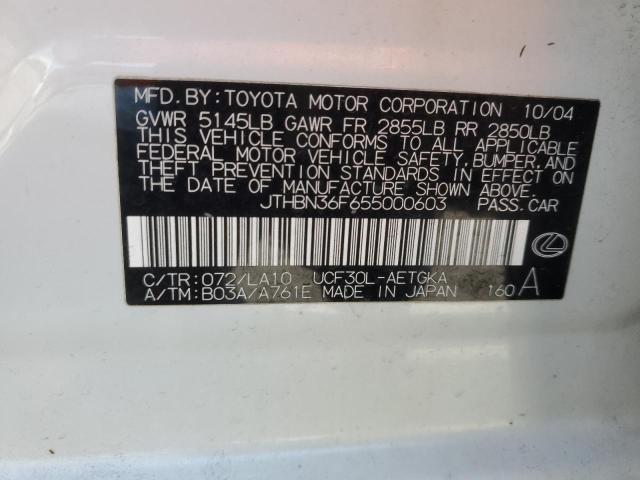 MFD. BY: TOYOTA MOTOR CORPORATION 10/04
GVWR 5145LB GAWR FR 2855LB RR 2850LB
THIS VEHICLE CONFORMS TO ALL APPLICABLE
FEDERAL MOTOR VEHICLE SAFETY, BUMPER, AND
THEFT PREVENTION STANDARDS IN EFFECT ON
THE DATE OF MANUFACTURE SHOWN ABOVE.
JTHBN36F655000603 PASS. CAR
C/TR: 072/LA10 UCF30L-AETGKA
A/TM: B03A/A761E MADE IN JAPAN 160 A